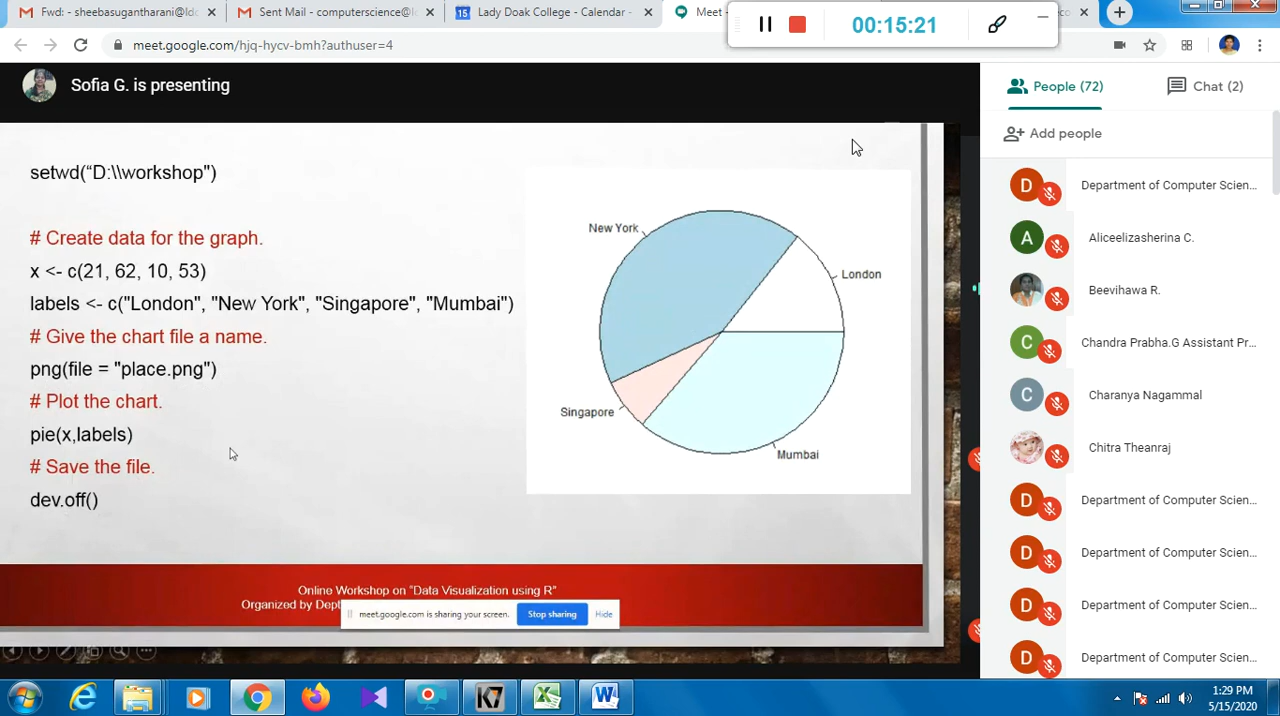 Fwd: - sheebasugantharani@ldc
Sent Mail - computerscience@l
15
Lady Doak College - Calendar -
Meet -
meet.google.com/hjq-hycv-bmh?authuser=4
00:15:21
Sofia G. is presenting
People (72)
Chat (2)
Add people
setwd(“D:\\workshop")
# Create data for the graph.
x <- c(21, 62, 10, 53)
labels <- c("London", "New York", "Singapore", "Mumbai")
# Give the chart file a name.
png(file = "place.png")
# Plot the chart.
pie(x,labels)
# Save the file.
dev.off()
New York
London
Singapore
Mumbai
Online Workshop on “Data Visualization using R”
Organized by Dept
meet.google.com is sharing your screen.
Stop sharing
Hide
D
Department of Computer Scien...
A
Aliceelizasherina C.
Beevihawa R.
C
Chandra Prabha.G Assistant Pr...
C
Charanya Nagammal
Chitra Theanraj
D
Department of Computer Scien...
D
Department of Computer Scien...
D
Department of Computer Scien...
D
Department of Computer Scien...
K7
1:29 PM
5/15/2020